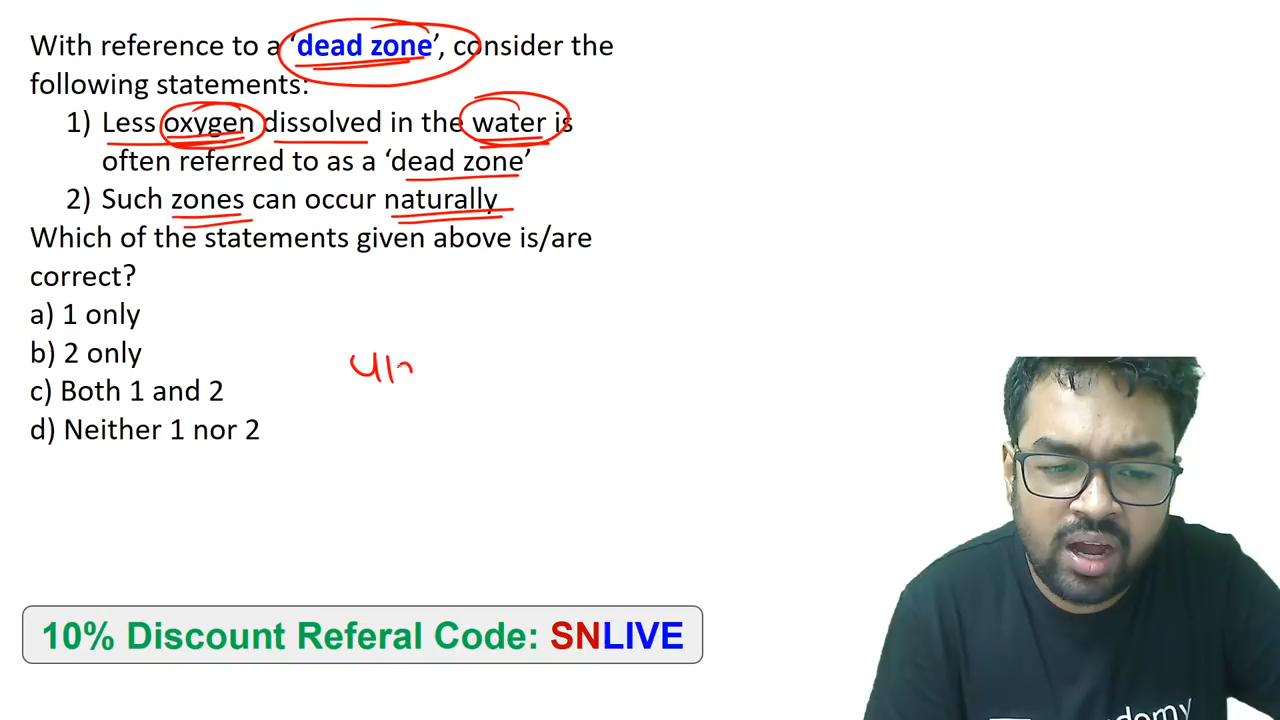 With reference to a ‘dead zone’, consider the
following statements:
1) Less oxygen dissolved in the water is
often referred to as a ‘dead zone’
2) Such zones can occur naturally
Which of the statements given above is/are
correct?
a) 1 only
b) 2 only
c) Both 1 and 2
d) Neither 1 nor 2
10% Discount Referal Code: SNLIVE